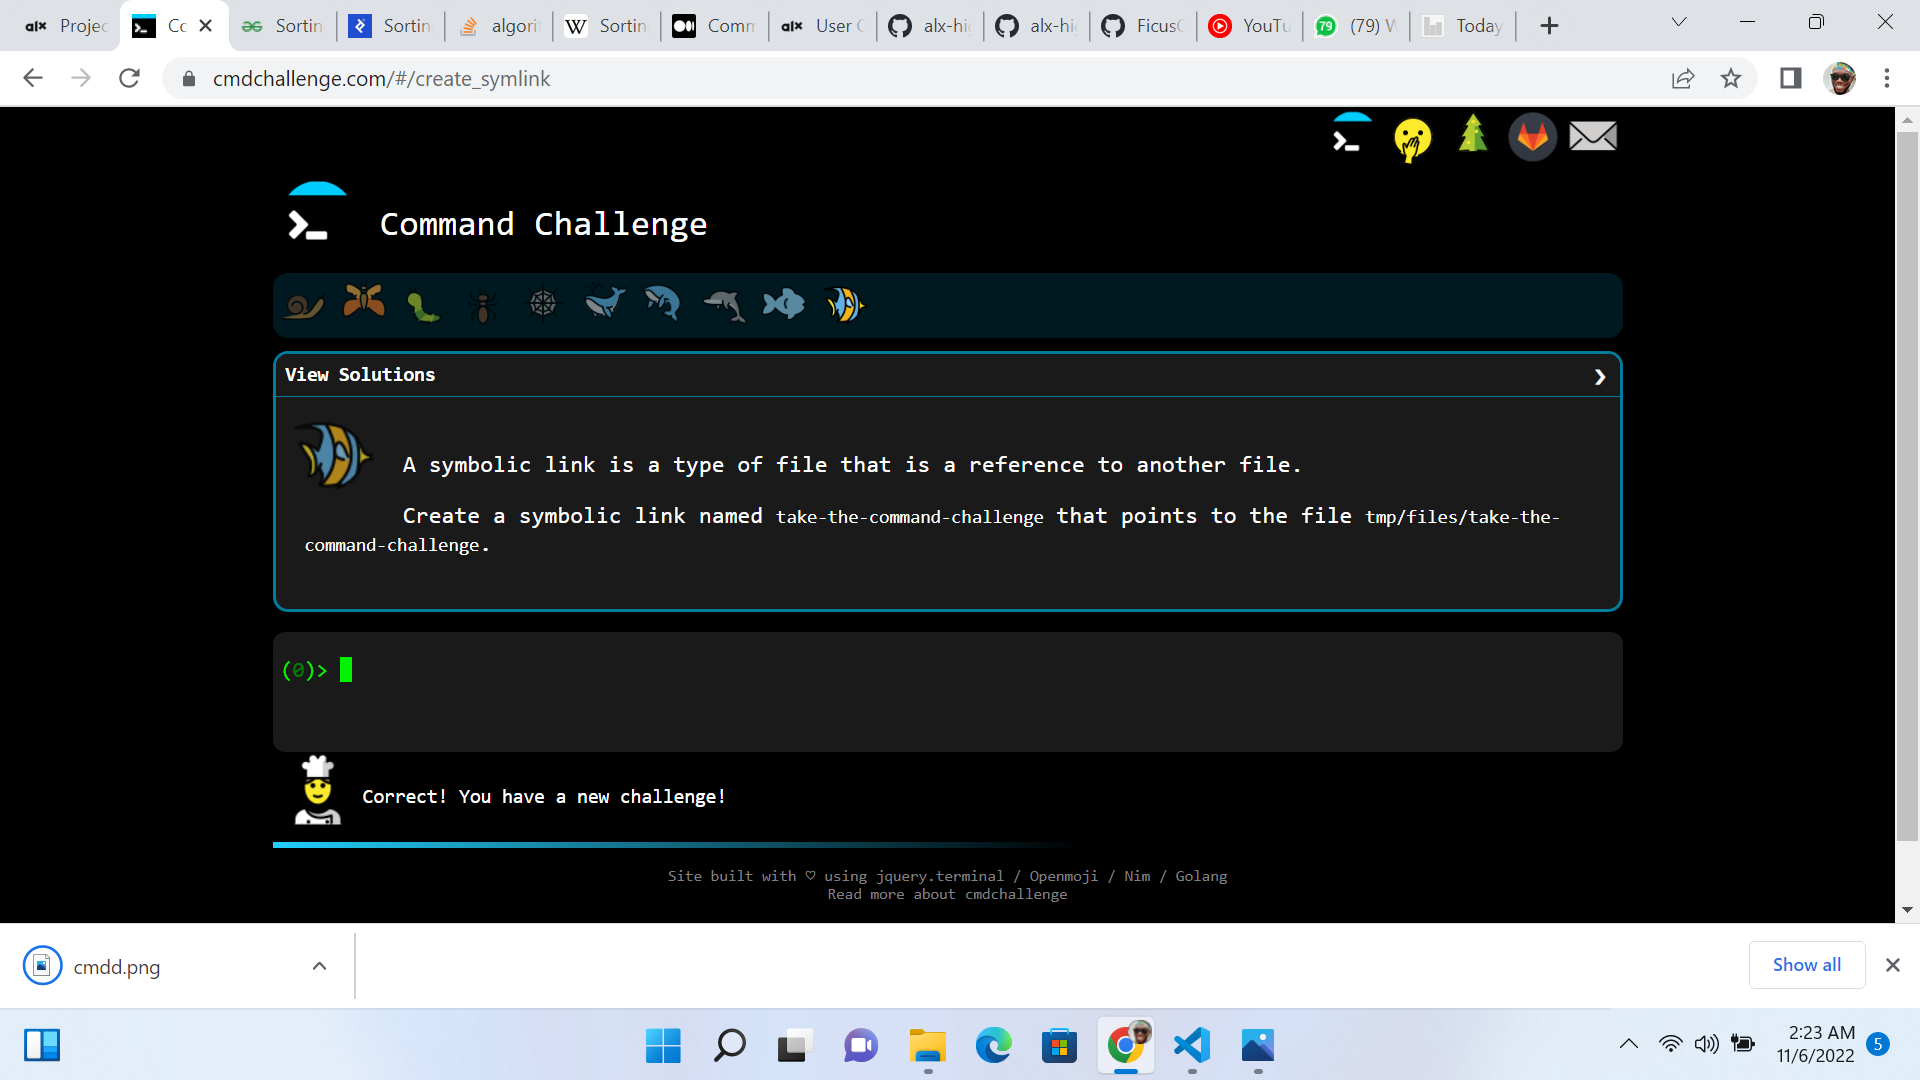 alx Projec
Co
Sortin
Sortin
algori
W Sortin
Comm
alx User
alx-hig
alx-hig
Ficus
YouTu
79 (79)
Today
cmdchallenge.com/#/create_symlink
Command Challenge
View Solutions
A symbolic link is a type of file that is a reference to another file.
Create a symbolic link named take-the-command-challenge that points to the file tmp/files/take-the-
command-challenge.
(0)>
Correct! You have a new challenge!
Site built with ♡ using jquery.terminal / Openmoji / Nim / Golang
Read more about cmdchallenge
cmdd.png
Show all
2:23 AM
11/6/2022
5